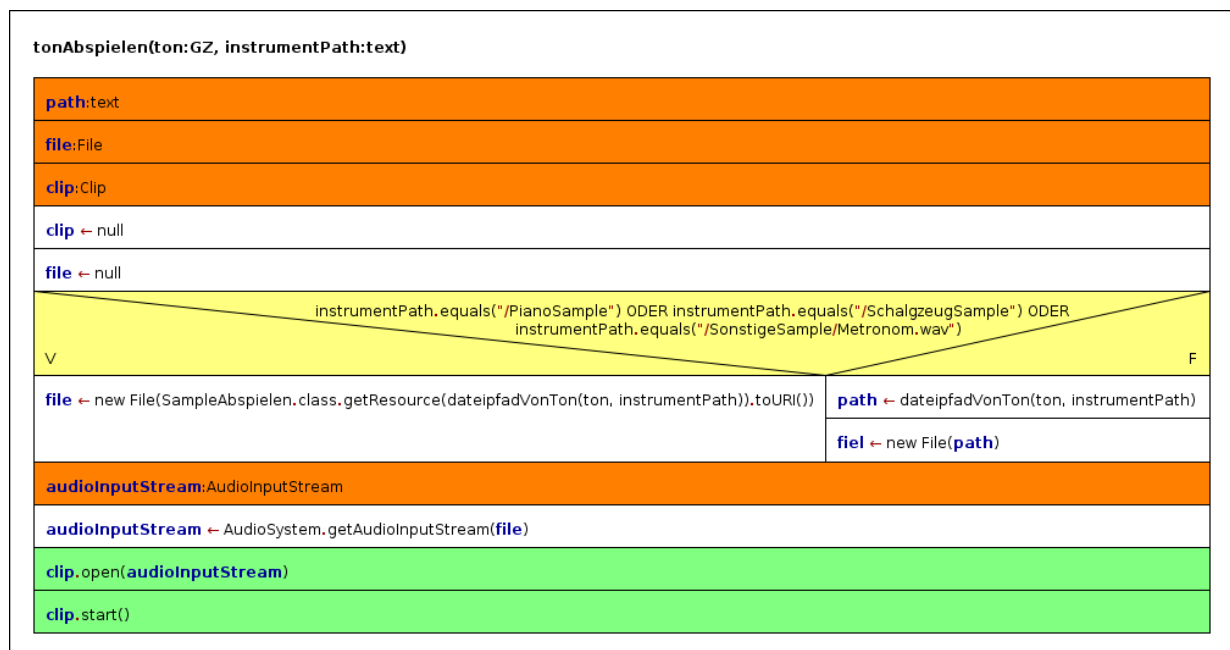 tonAbspielen(ton:GZ, instrumentPath:text)
path:text
file:File
clip:Clip
clip ← null
file ← null
instrumentPath.equals("/PianoSample") ODER instrumentPath.equals("/SchalgzeugSample") ODER
instrumentPath.equals("/SonstigeSample/Metronom.wav")
V
F
file ← new File(SampleAbspielen.class.getResource(dateipfadVonTon(ton, instrumentPath)).toURI())
path ← dateipfadVonTon(ton, instrumentPath)
fiel ← new File(path)
audioInputStream:AudioInputStream
audioInputStream ← AudioSystem.getAudioInputStream(file)
clip.open(audioInputStream)
clip.start()